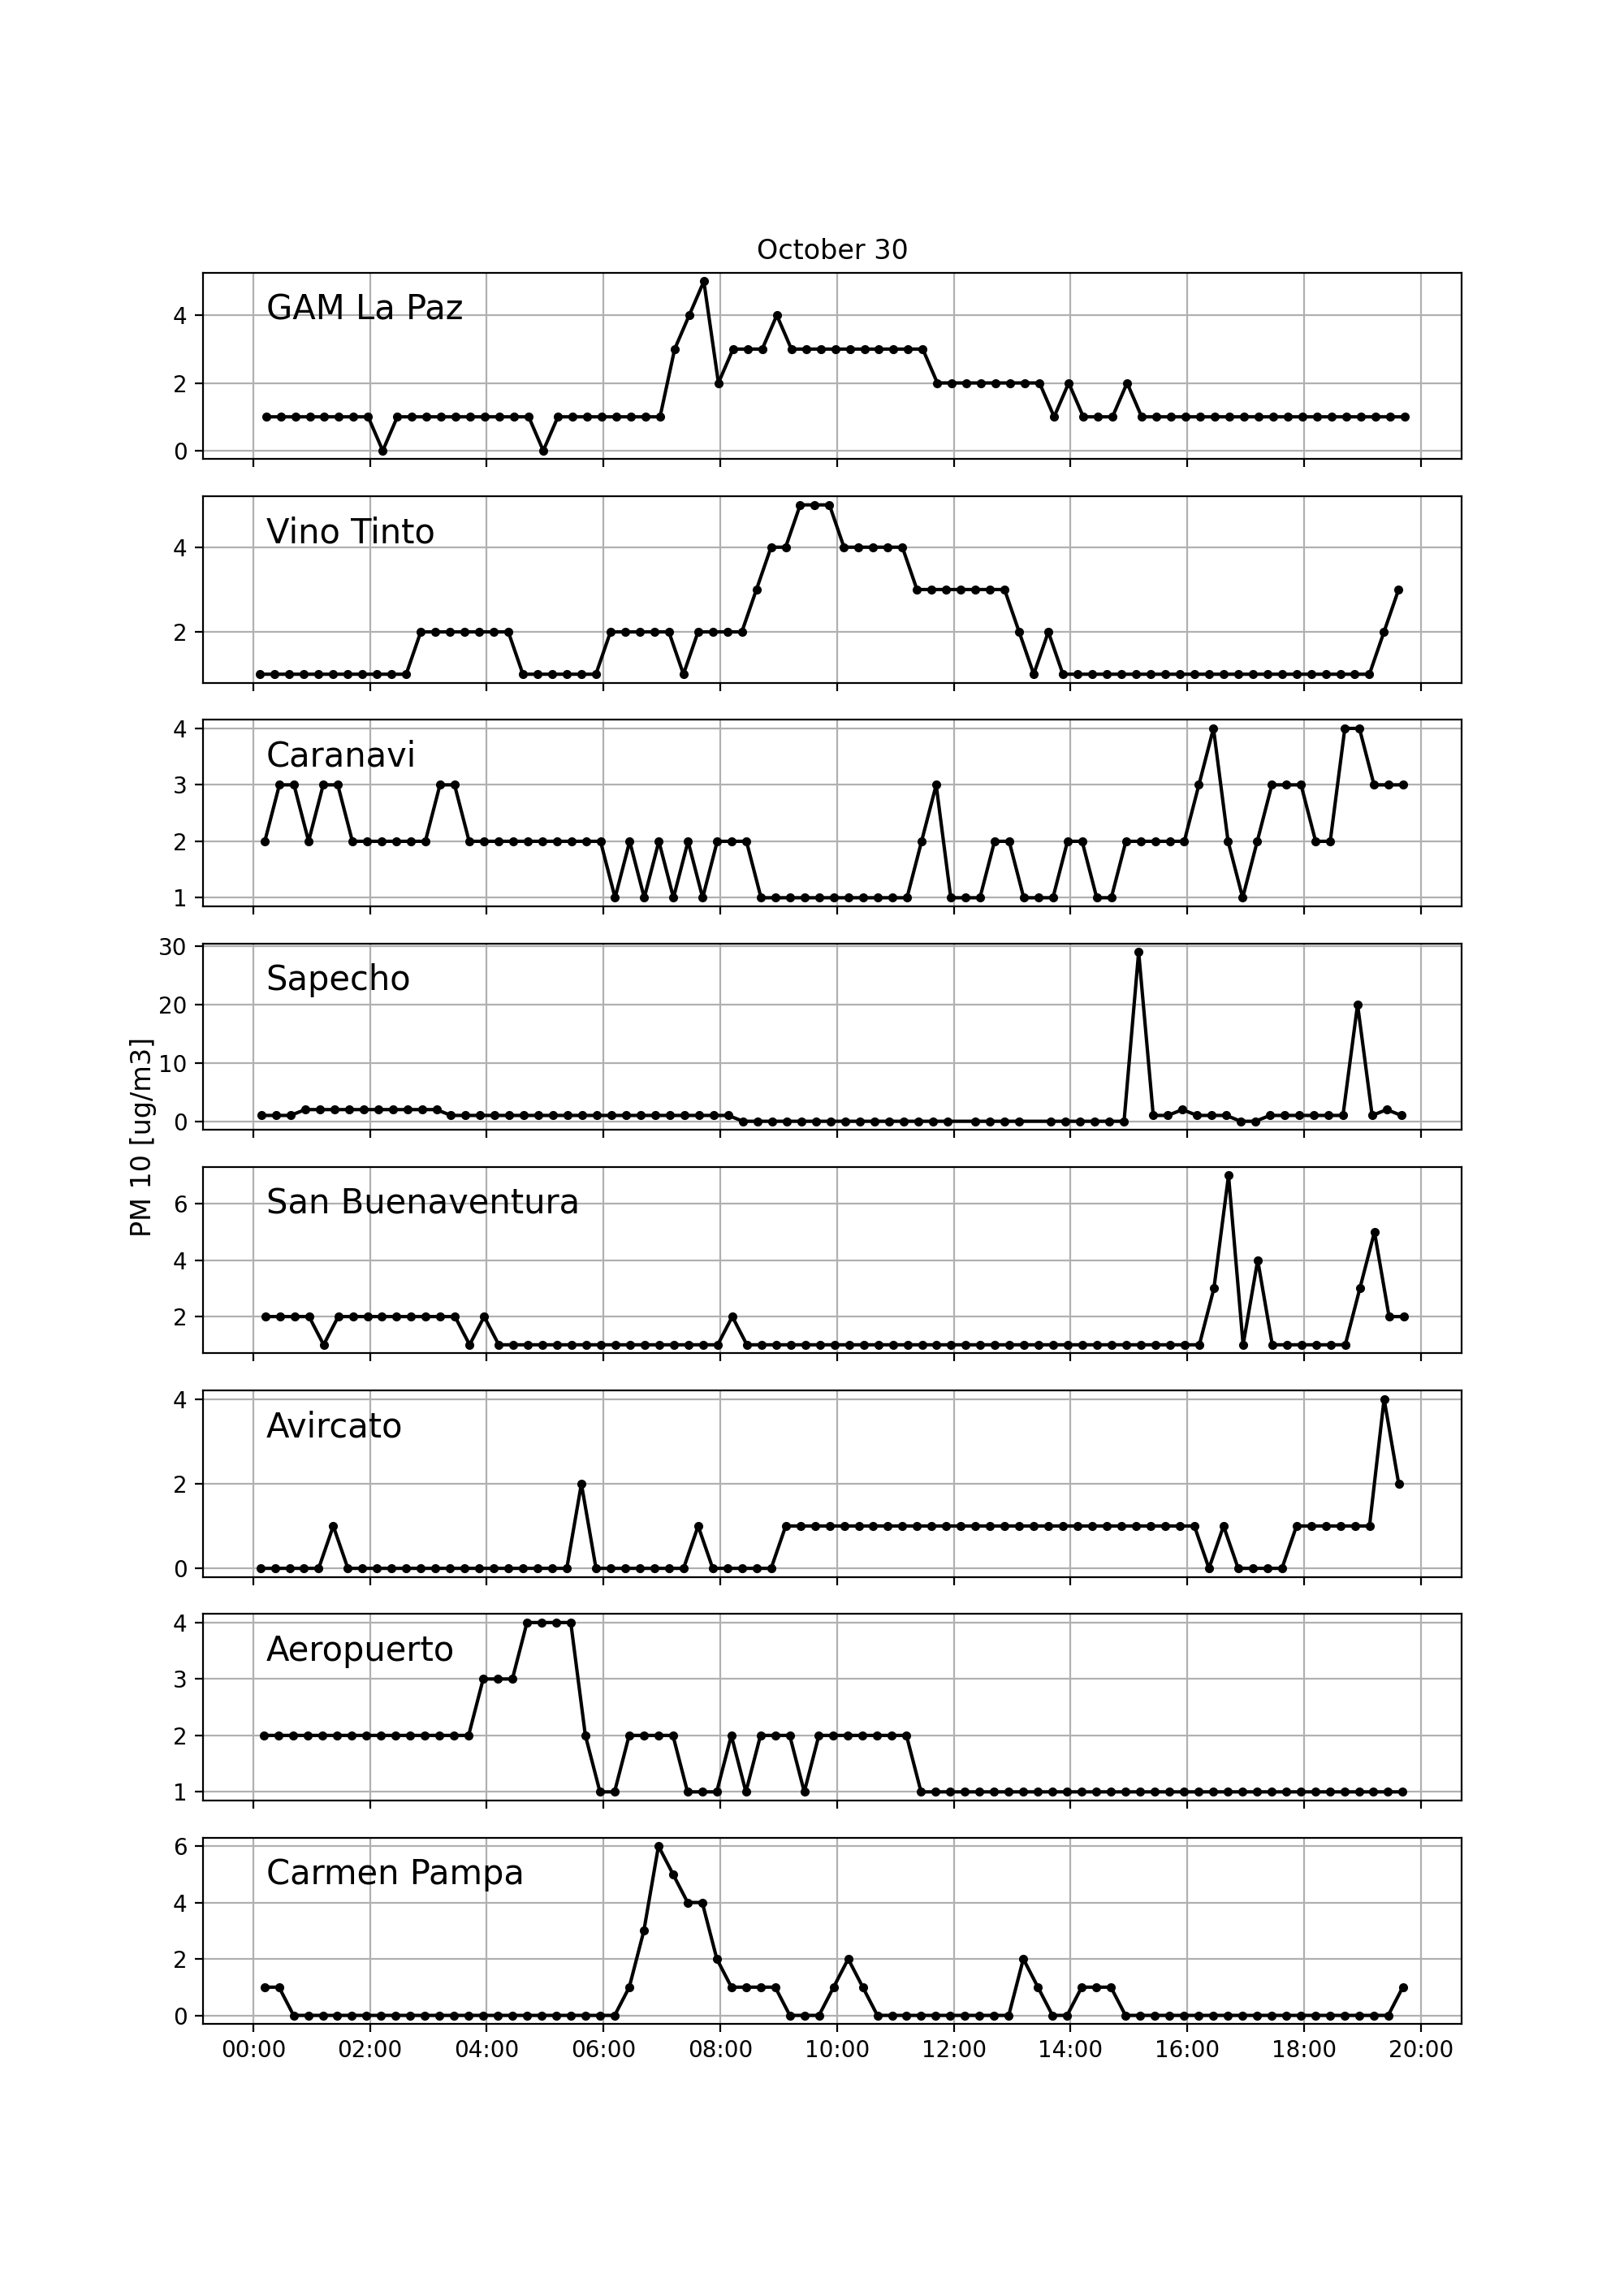 October 30
GAM La Paz
4
2
0
Vino Tinto
4
2
Caranavi
4
3
2
1
Sapecho
30
20
10
0
PM 10 [ug/m3]
San Buenaventura
6
4
2
Avircato
4
2
0
Aeropuerto
4
3
2
1
Carmen Pampa
6
4
2
0
00:00 02:00 04:00 06:00 08:00 10:00 12:00 14:00 16:00 18:00 20:00